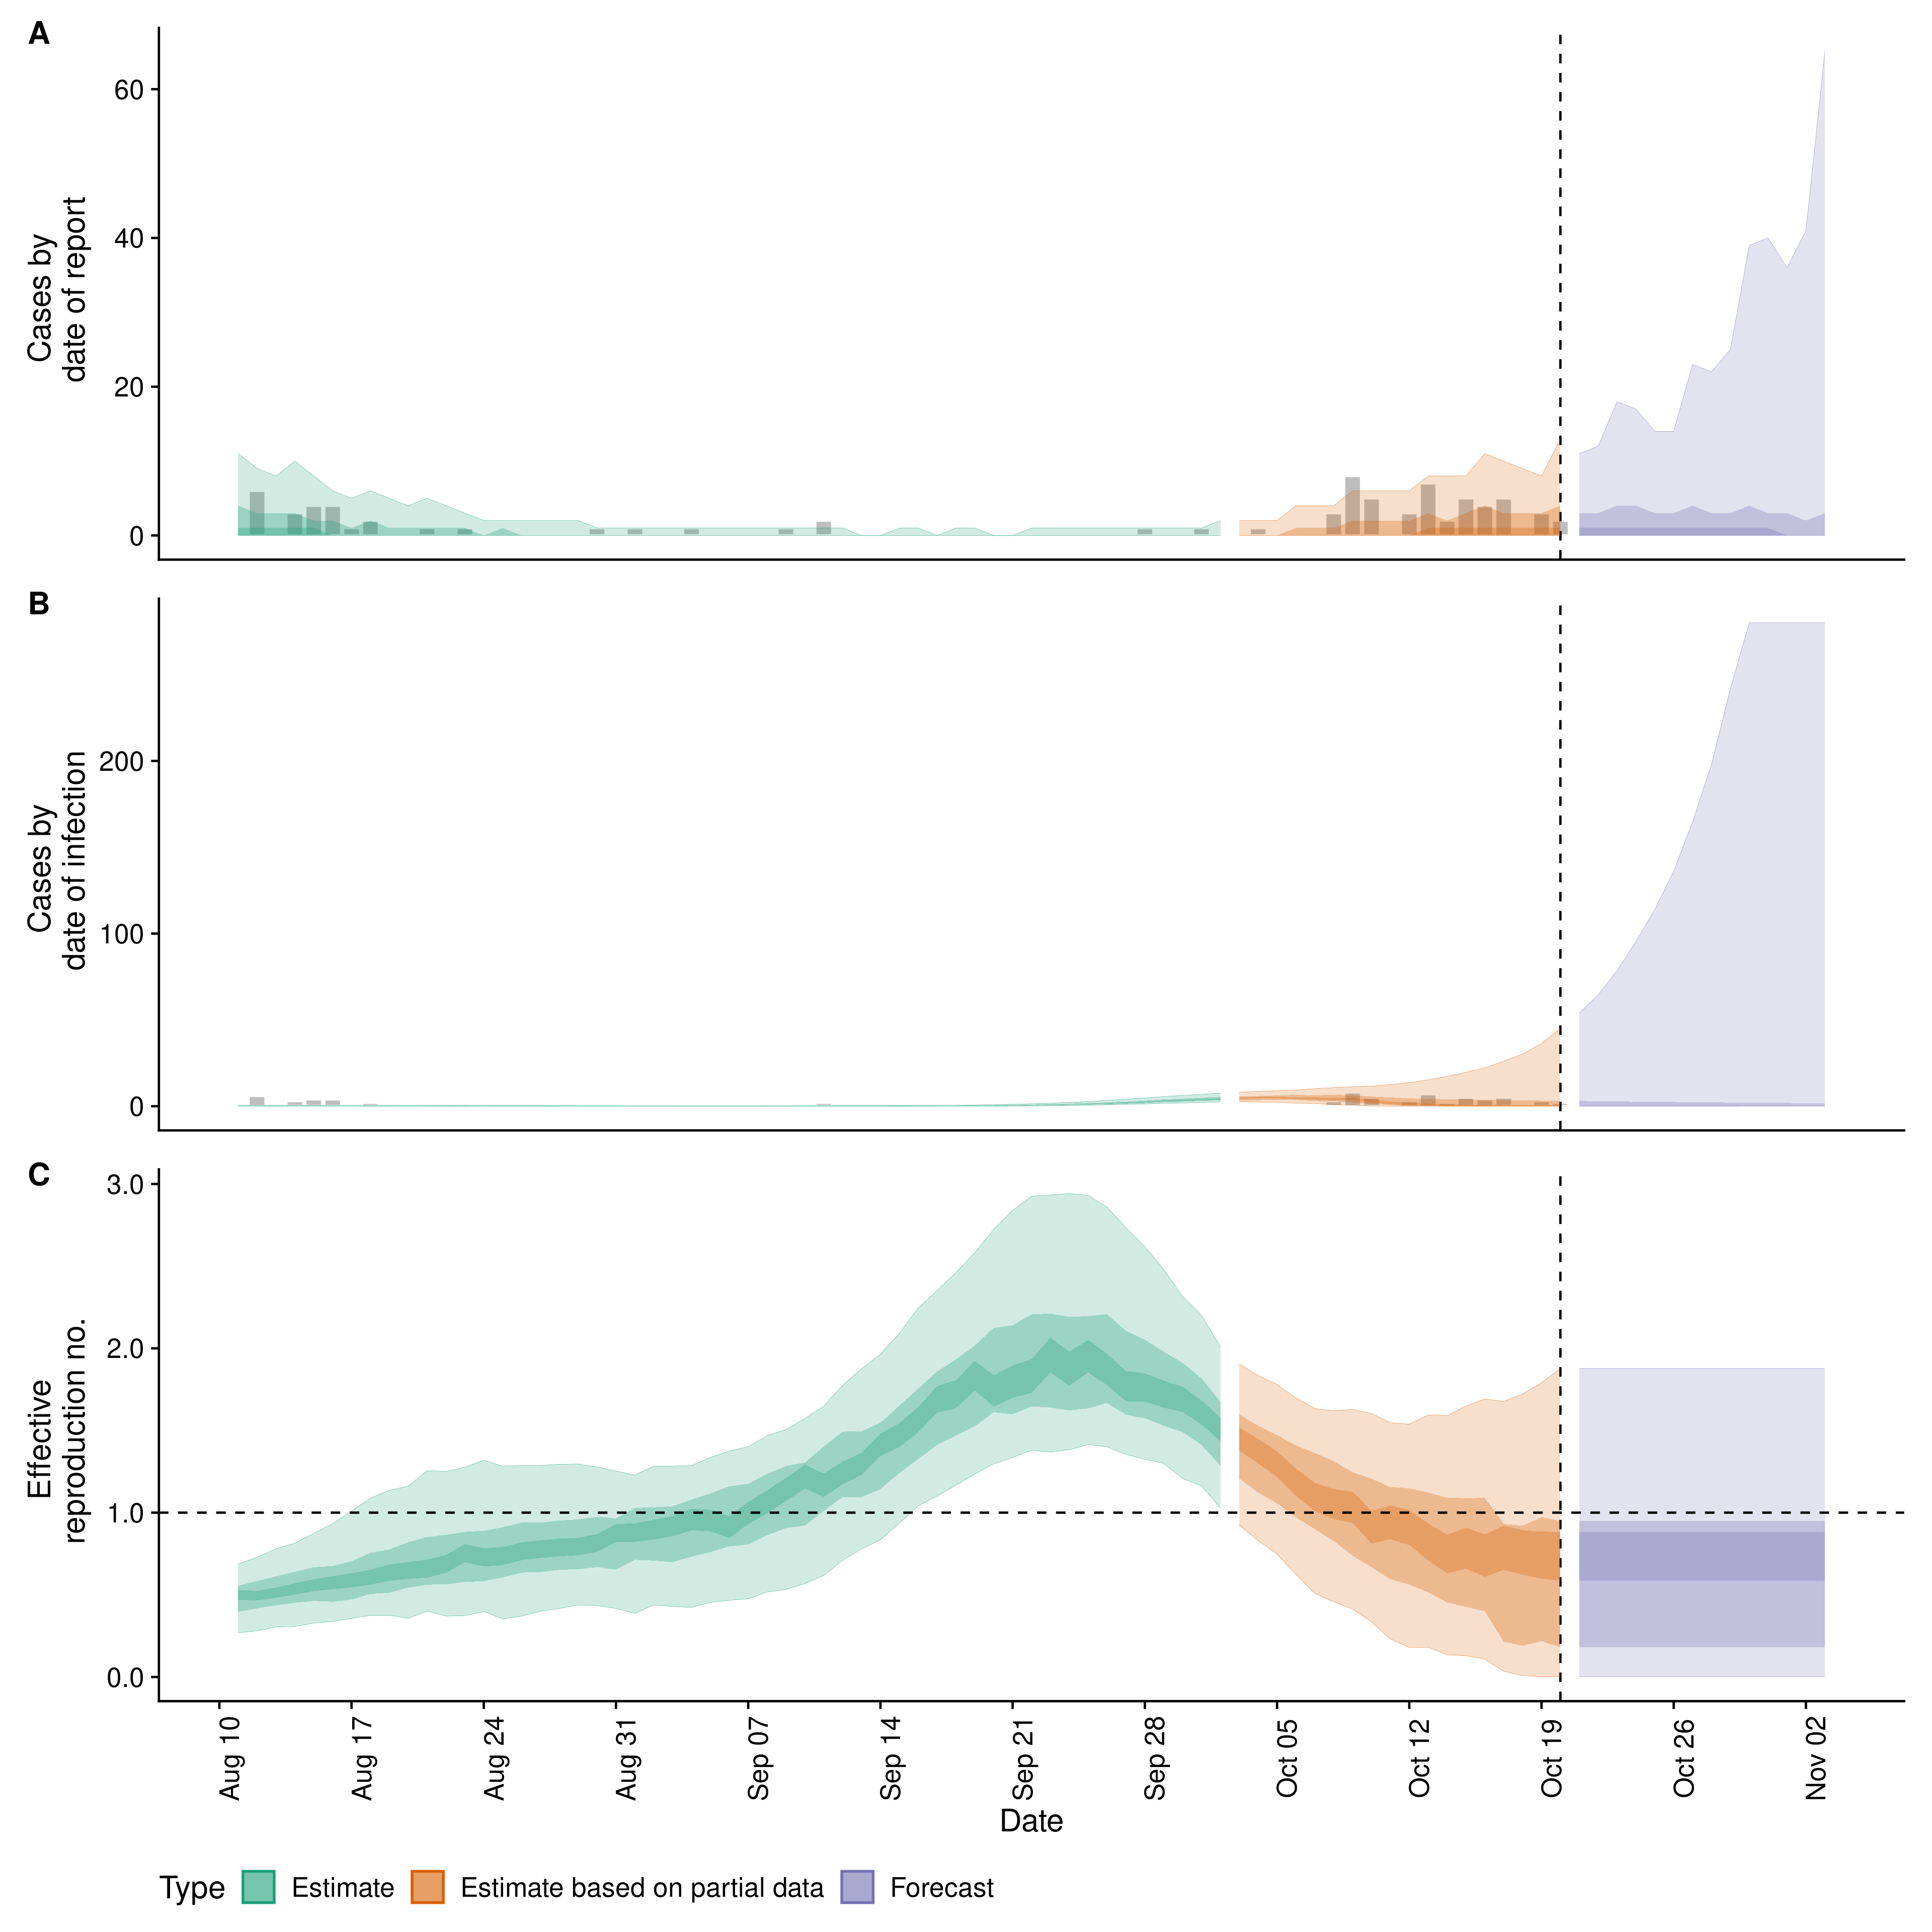 A
Cases by
date of report
60
40
20
0
B
Cases by
date of infection
200
100
0
C
Effective
reproduction no.
3.0
2.0
1.0
0.0
Aug 10
Aug 17
Aug 24
Aug 31
Sep 07
Sep 14
Sep 21
Sep 28
Oct 05
Oct 12
Oct 19
Oct 26
Nov 02
Date
Type Estimate Estimate based on partial data Forecast